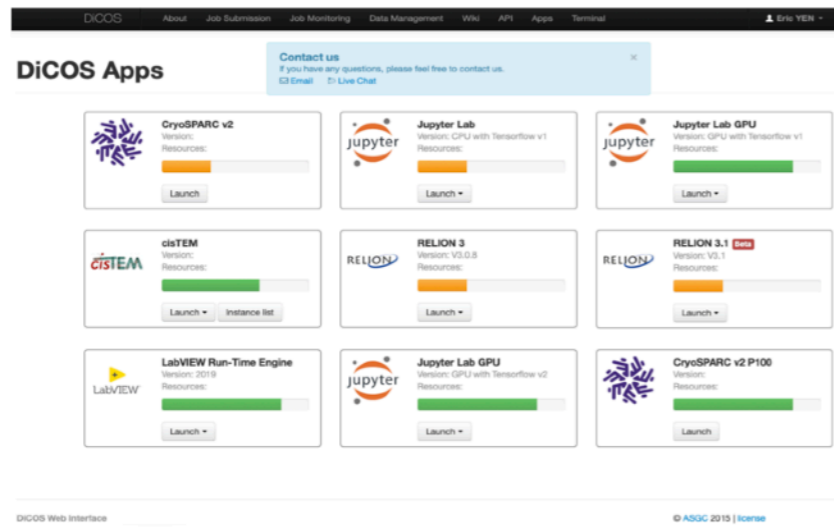 DiCOS About Job Submission Job Monitoring Data Management Wiki API Apps Terminal Eric YEN
DiCOS Apps
Contact us
If you have any questions, please feel free to contact us.
Email Live Chat
×
CryoSPARC v2
Version:
Resources:
Launch
jupyter
Jupyter Lab
Version: CPU with Tensorflow v1
Resources:
Launch
jupyter
Jupyter Lab GPU
Version: GPU with Tensorflow v1
Resources:
Launch
cisTEM
cisTEM
Version:
Resources:
Launch Instance list
RELION
RELION 3
Version: V3.0.8
Resources:
Launch
RELION
RELION 3.1 Beta
Version: V3.1
Resources:
Launch
LabVIEW
LabVIEW Run-Time Engine
Version: 2019
Resources:
Launch
jupyter
Jupyter Lab GPU
Version: GPU with Tensorflow v2
Resources:
Launch
CryoSPARC v2 P100
Version:
Resources:
Launch
DiCOS Web Interface
© ASGC 2015 | license